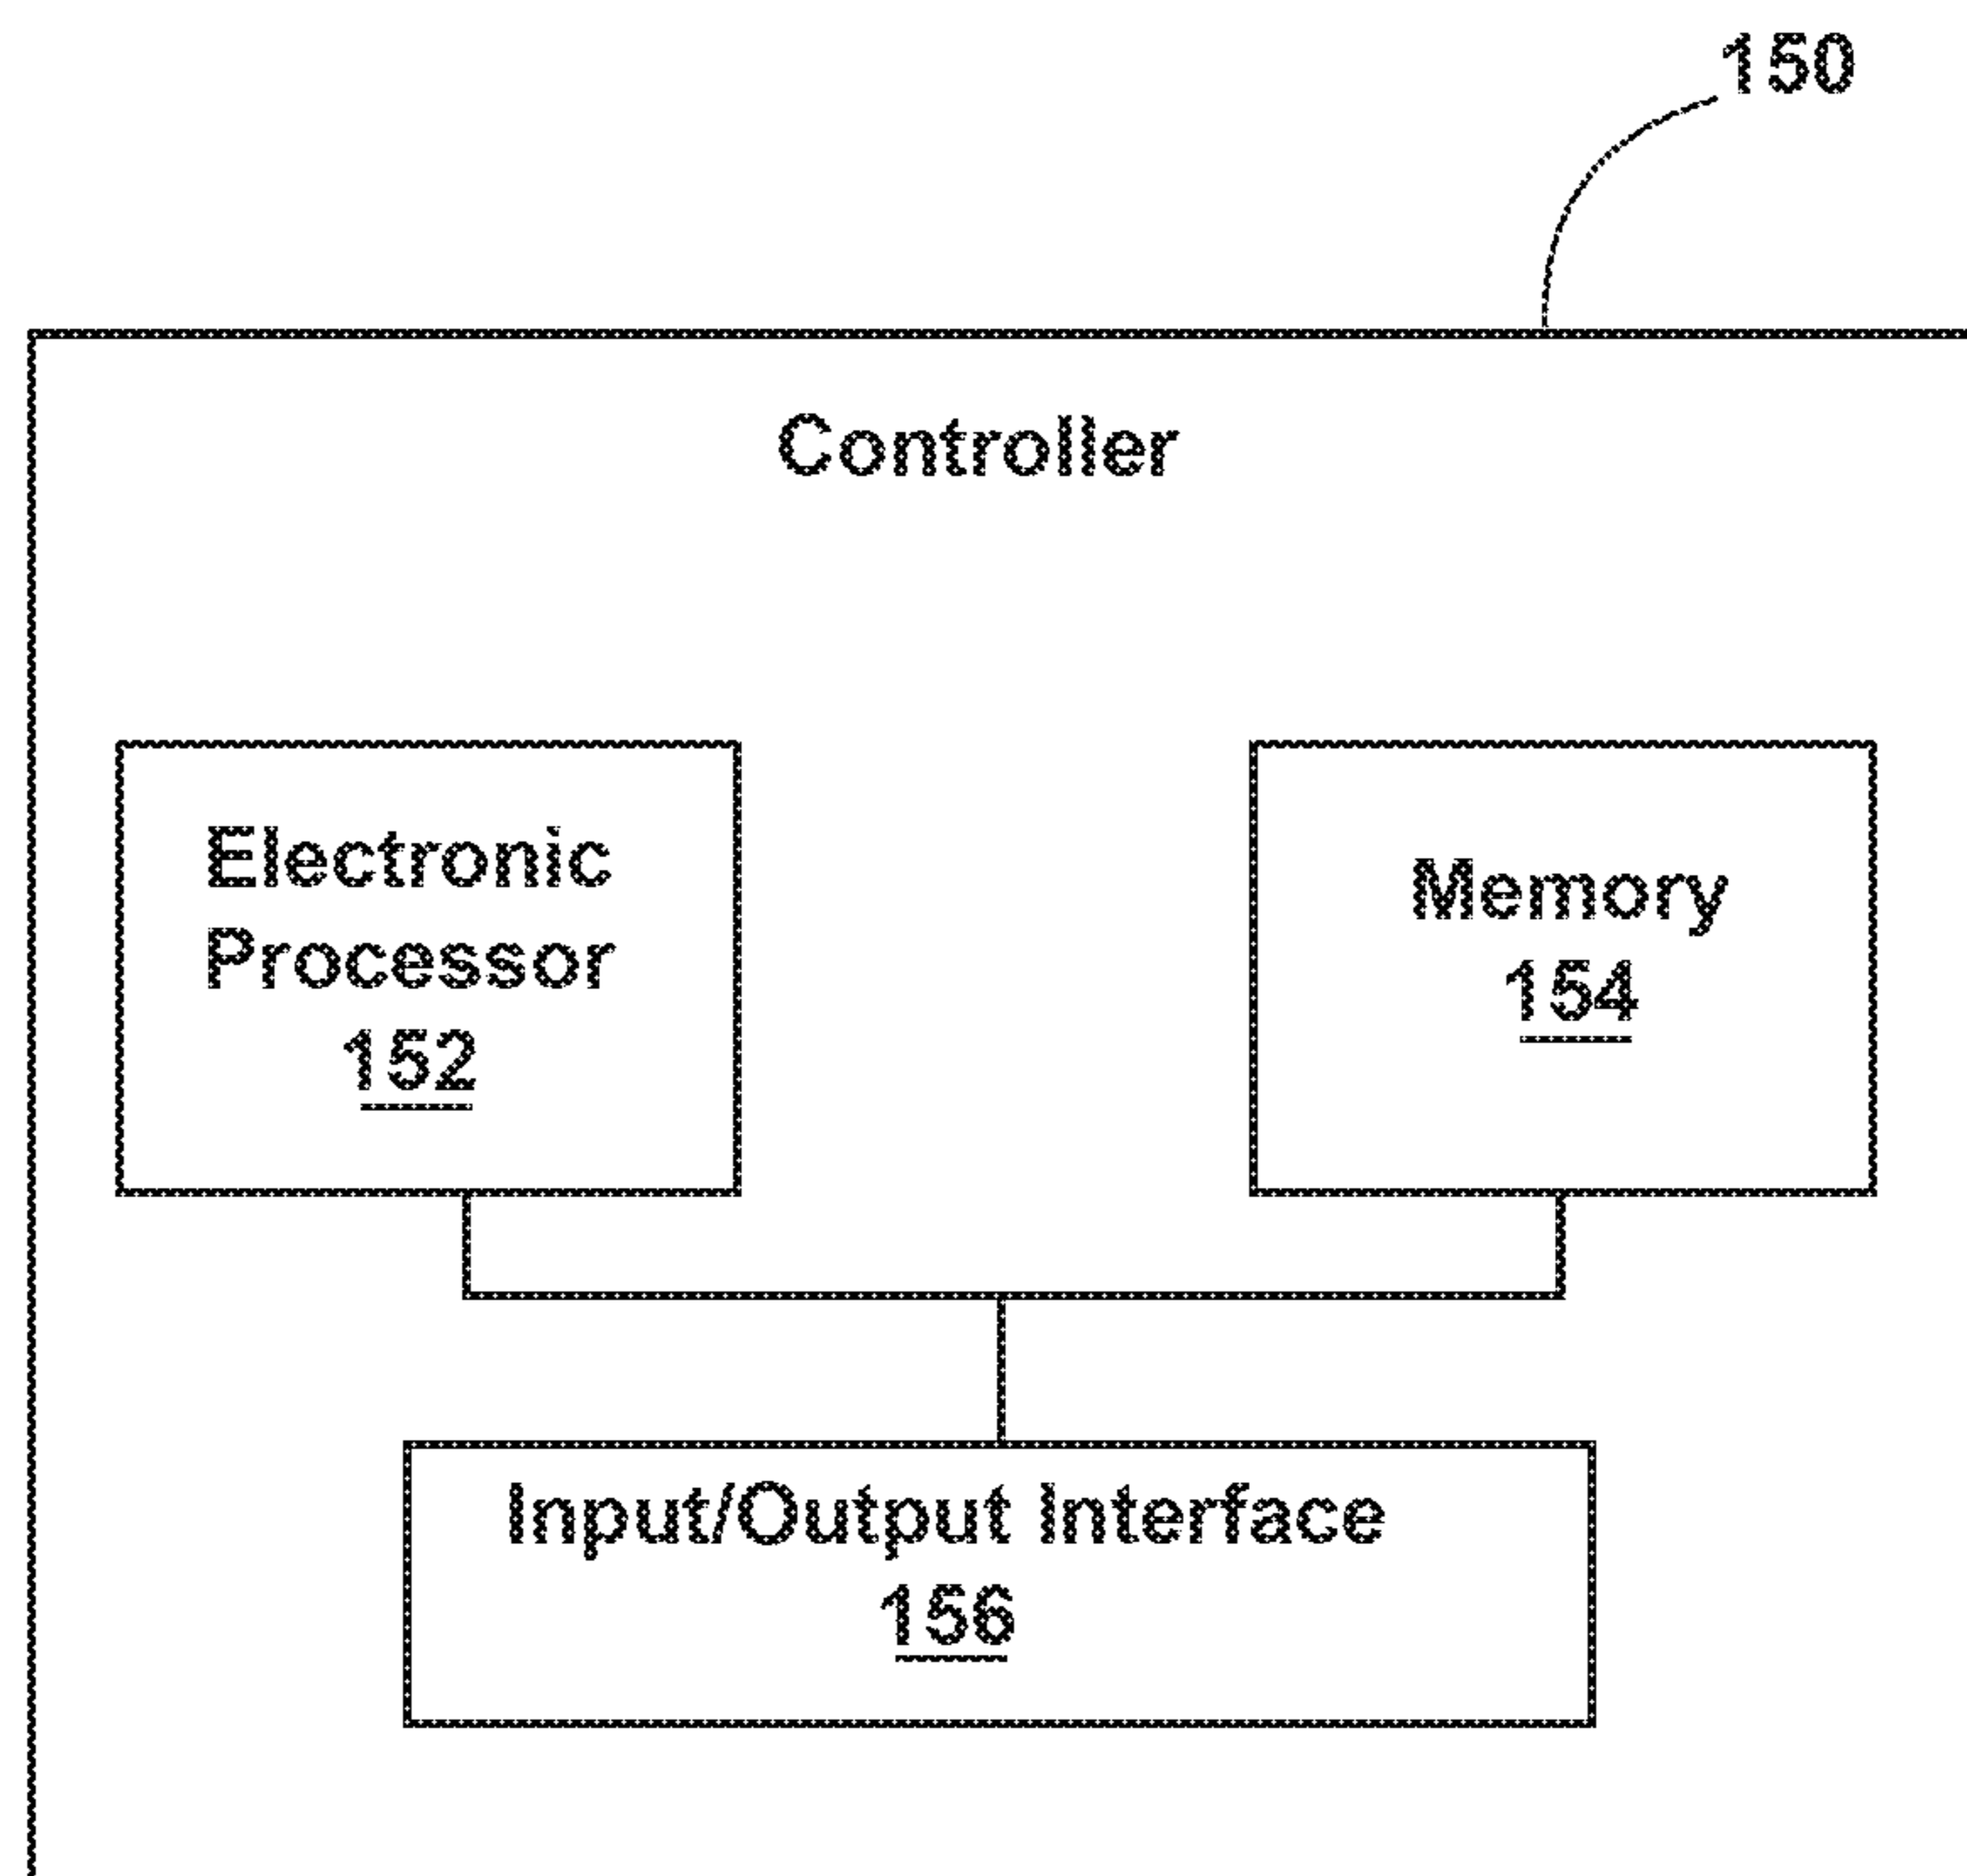 150
Controller
Electronic
Processor
152
Memory
154
Input/Output Interface
156